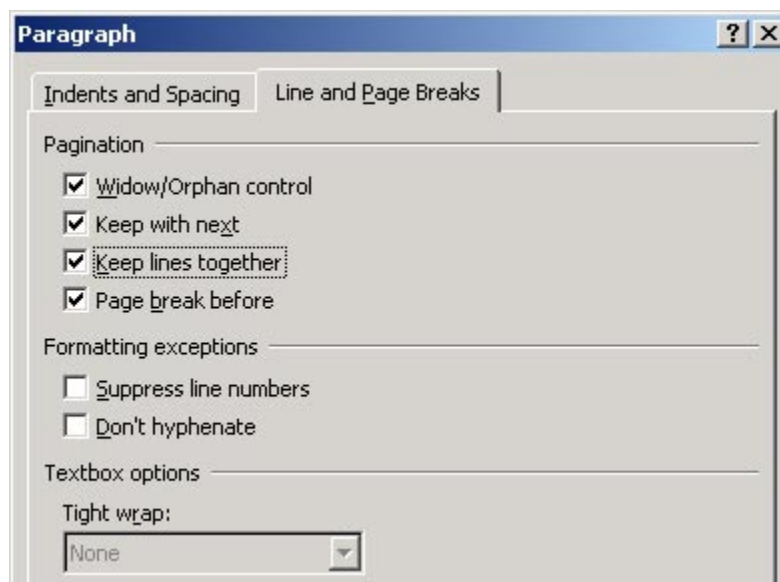 Paragraph
Indents and Spacing Line and Page Breaks
Pagination
Widow/Orphan control
Keep with next
Keep lines together
Page break before
Formatting exceptions
Suppress line numbers
Don't hyphenate
Textbox options
Tight wrap:
None